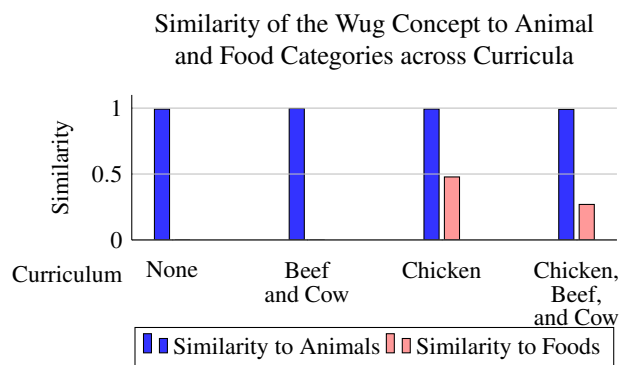 Similarity of the Wug Concept to Animal
and Food Categories across Curricula
Similarity
1
0.5
0
Curriculum
None
Beef
and Cow
Chicken
Chicken,
Beef,
and Cow
Similarity to Animals
Similarity to Foods